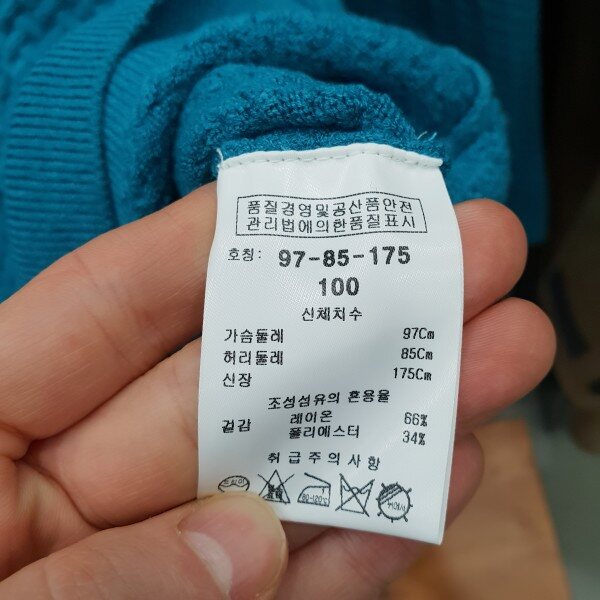 품질경영및공산품안전
관리법에의한품질표시
호칭: 97-85-175
100
신체치수
가슴둘레 97Cm
허리둘레 85Cm
신장 175Cm
조성섬유의 혼용율
겉감 레이온 66%
폴리에스터 34%
취급주의사항